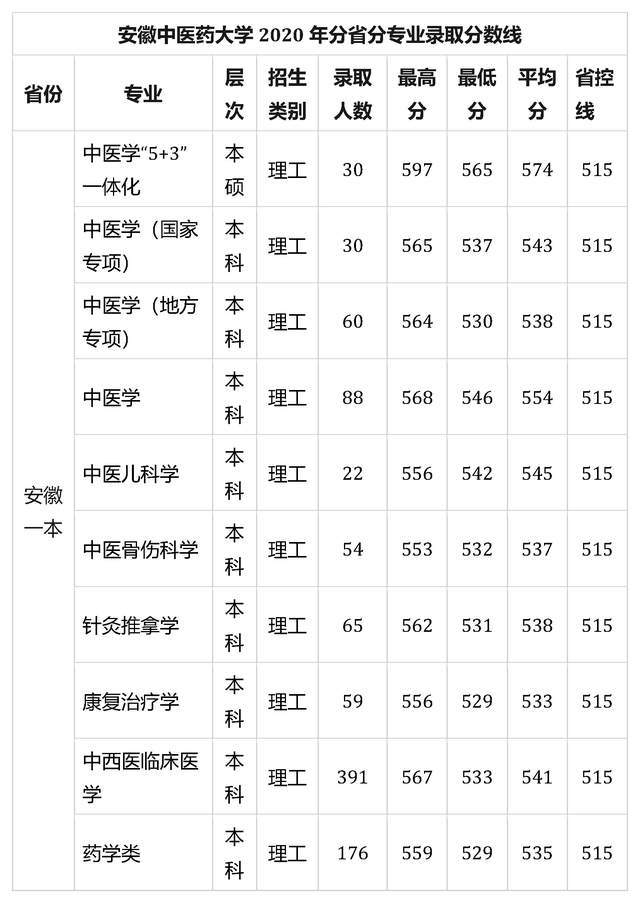 安徽中医药大学 2020 年分省分专业录取分数线
省份 专业 层次 招生类别 录取人数 最高分 最低分 平均分 省控线
安徽一本
中医学“5+3”一体化 本硕 理工 30 597 565 574 515
中医学（国家专项） 本科 理工 30 565 537 543 515
中医学（地方专项） 本科 理工 60 564 530 538 515
中医学 本科 理工 88 568 546 554 515
中医儿科学 本科 理工 22 556 542 545 515
中医骨伤科学 本科 理工 54 553 532 537 515
针灸推拿学 本科 理工 65 562 531 538 515
康复治疗学 本科 理工 59 556 529 533 515
中西医临床医学 本科 理工 391 567 533 541 515
药学类 本科 理工 176 559 529 535 515